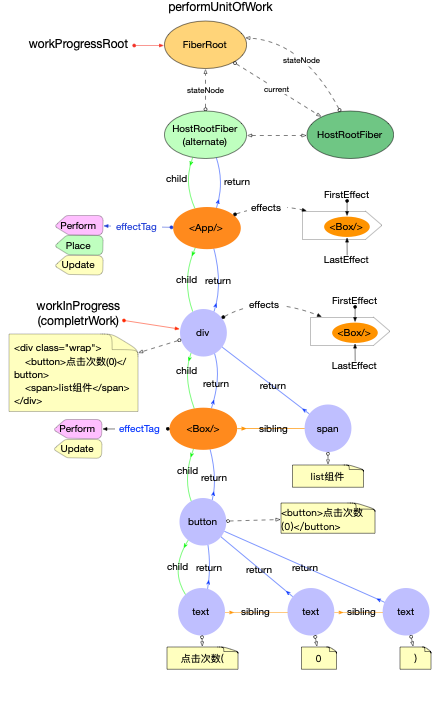 performUnitOfWork
workProgressRoot
FiberRoot
stateNode
stateNode
current
HostRootFiber
(alternate)
HostRootFiber
child
return
effects
FirstEffect
<Box/>
LastEffect
Perform
effectTag
<App/>
Place
Update
child
return
workInProgress
(completrWork)
effects
FirstEffect
div
<Box/>
LastEffect
<div class="wrap">
<button>点击次数(0)</
button>
<span>list组件</span>
</div>
child
return
return
Perform
effectTag
<Box/>
sibling
span
Update
child
return
list组件
button
<button>点击次数
(0)</button>
child
return
return
return
text
sibling
text
sibling
text
点击次数(
0
)